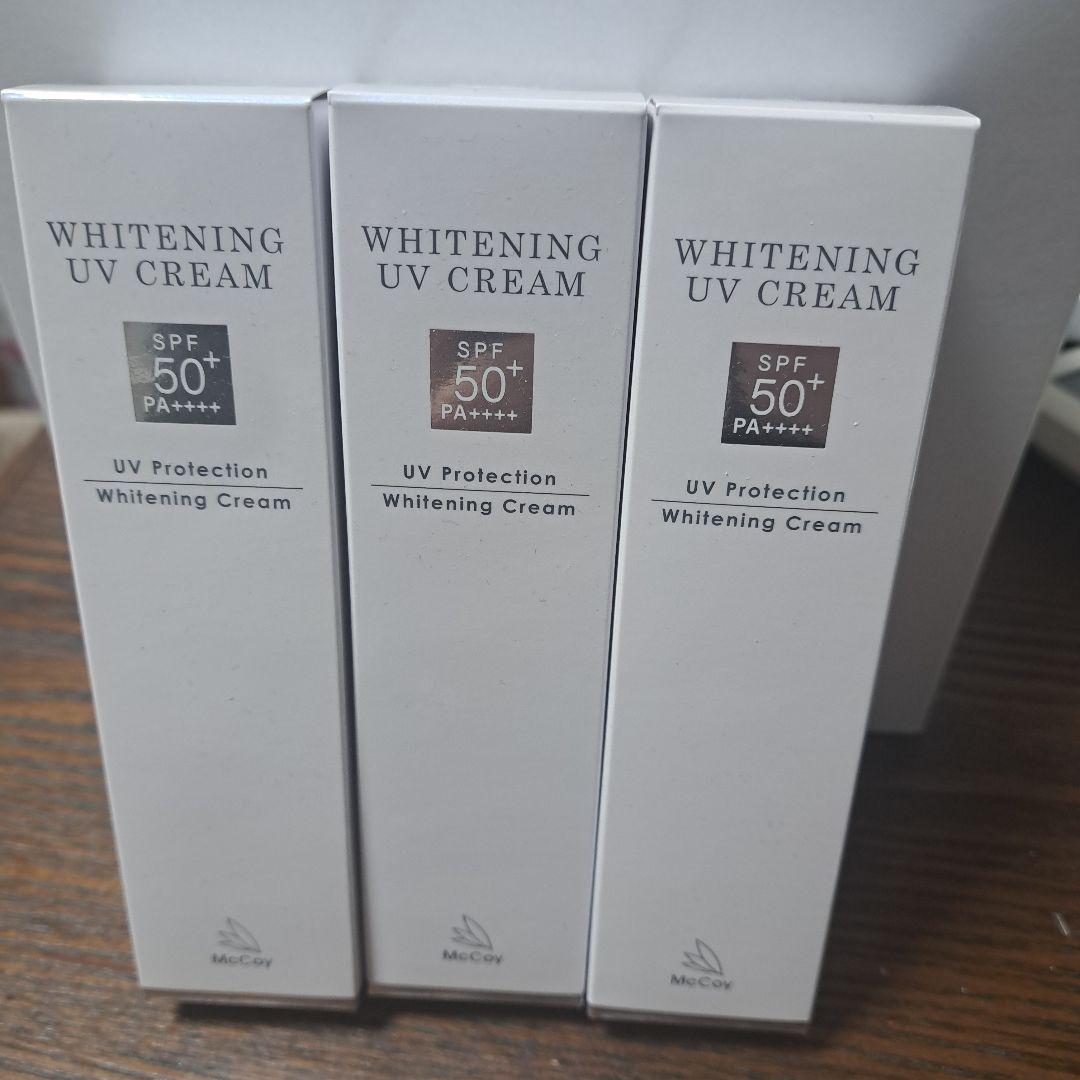 WHITENING
UV CREAM
SPF
50+
PA++++
UV Protection
Whitening Cream
McCoy
WHITENING
UV CREAM
SPF
50+
PA++++
UV Protection
Whitening Cream
McCoy
WHITENING
UV CREAM
SPF
50+
PA++++
UV Protection
Whitening Cream
McCoy